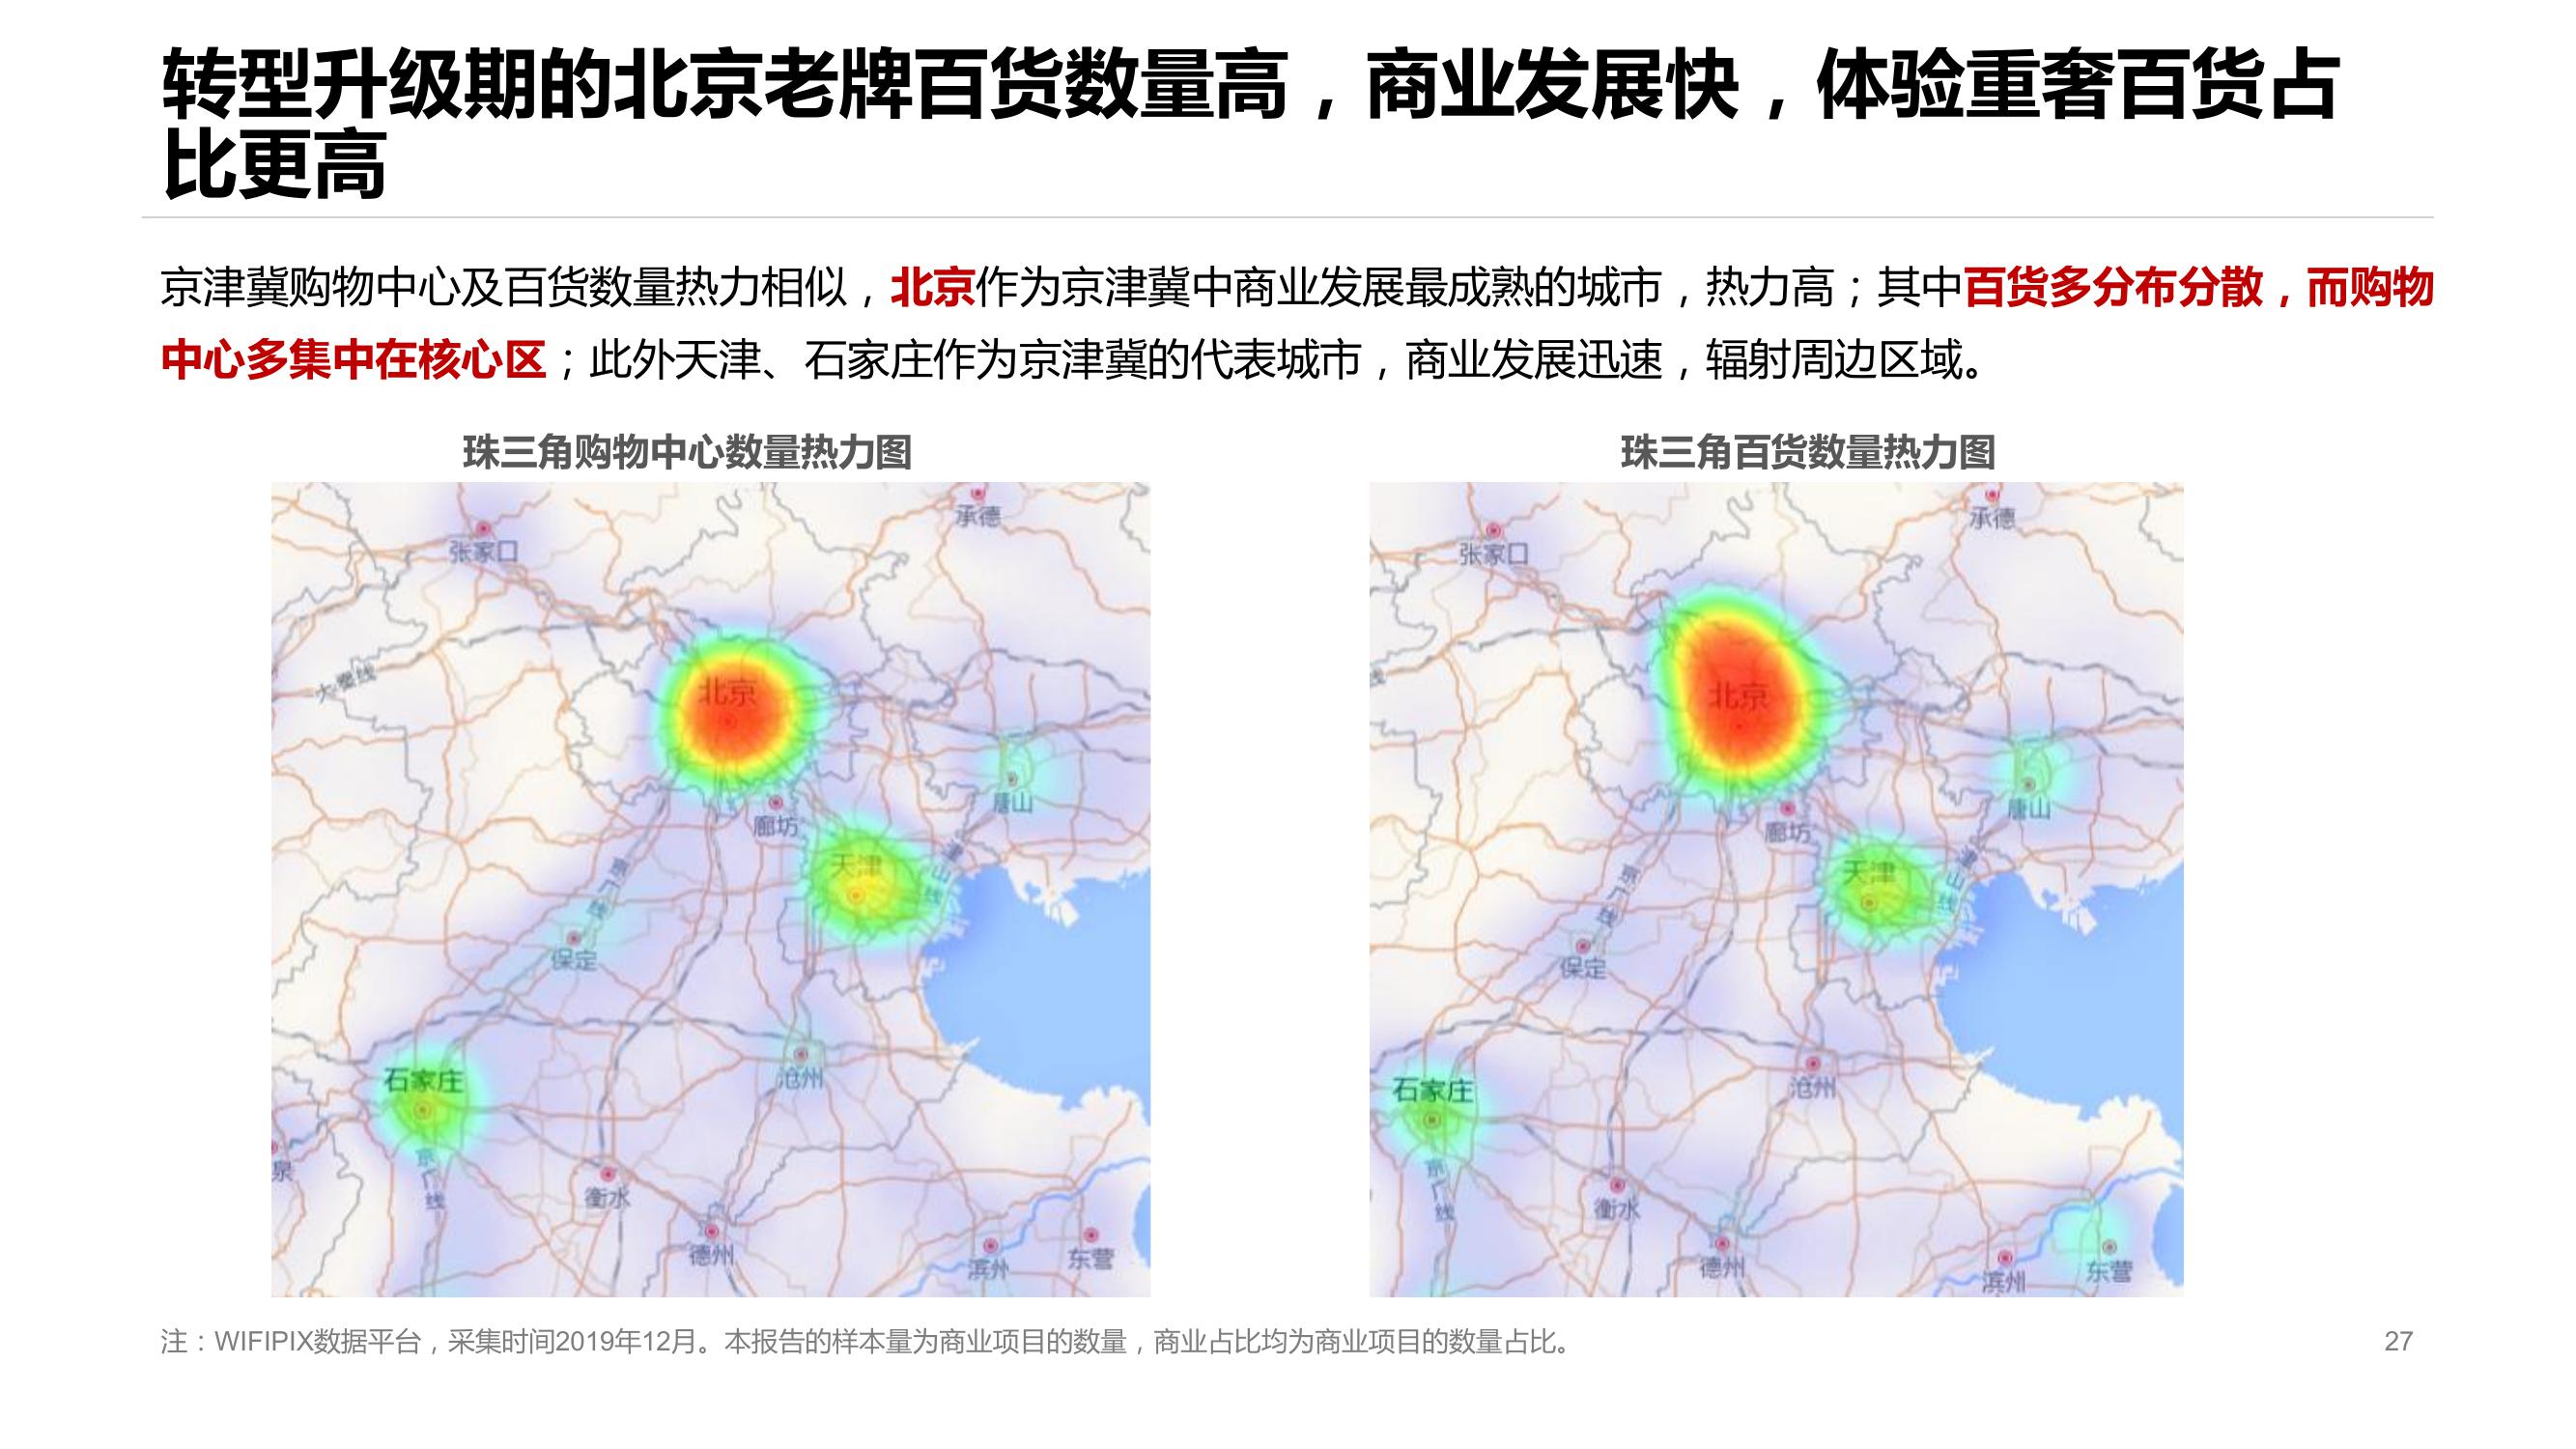 转型升级期的北京老牌百货数量高，商业发展快，体验重奢百货占
比更高
京津冀购物中心及百货数量热力相似，北京作为京津冀中商业发展最成熟的城市，热力高；其中百货多分布分散，而购物
中心多集中在核心区；此外天津、石家庄作为京津冀的代表城市，商业发展迅速，辐射周边区域。
珠三角购物中心数量热力图
承德
张家口
北京
唐山
廊坊
天津
津山线
京广线
保定
石家庄
沧州
泉
京广线
衡水
德州
滨州
东营
珠三角百货数量热力图
承德
张家口
线
北京
唐山
廊坊
天津
津山线
京广线
保定
石家庄
沧州
京广线
衡水
德州
滨州
东营
注：WIFIPIX数据平台，采集时间2019年12月。本报告的样本量为商业项目的数量，商业占比均为商业项目的数量占比。
27